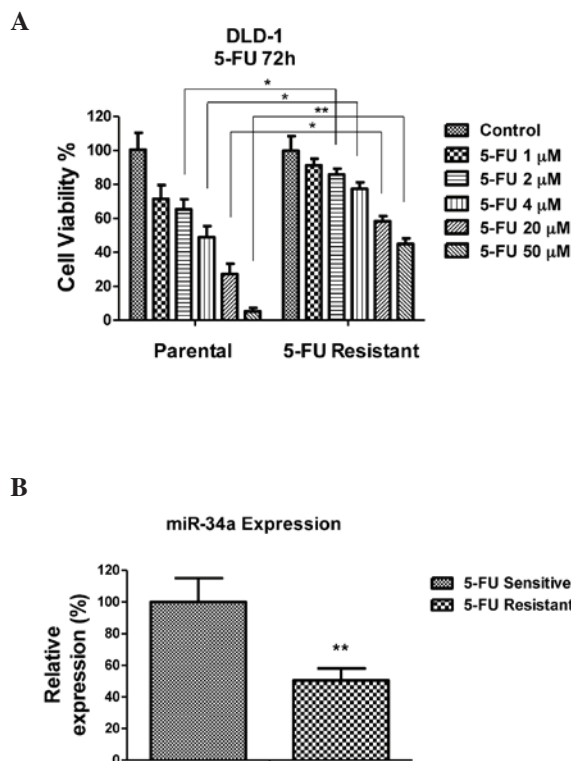 A
DLD-1
5-FU 72h
*
*
**
*
120
100
80
60
40
20
0
Cell Viability %
Parental
5-FU Resistant
Control
5-FU 1 μM
5-FU 2 μM
5-FU 4 μM
5-FU 20 μM
5-FU 50 μM
B
miR-34a Expression
120
100
80
60
40
20
0
Relative
expression (%)
**
5-FU Sensitive
5-FU Resistant